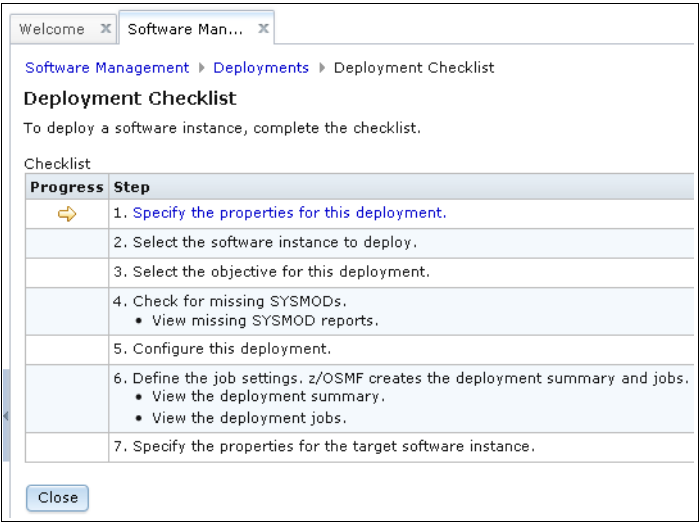 Welcome X Software Man... X
Software Management Deployments Deployment Checklist
Deployment Checklist
To deploy a software instance, complete the checklist.
Checklist
Progress Step
1. Specify the properties for this deployment.
2. Select the software instance to deploy.
3. Select the objective for this deployment.
4. Check for missing SYSMODs.
• View missing SYSMOD reports.
5. Configure this deployment.
6. Define the job settings. z/OSMF creates the deployment summary and jobs.
• View the deployment summary.
• View the deployment jobs.
7. Specify the properties for the target software instance.
Close